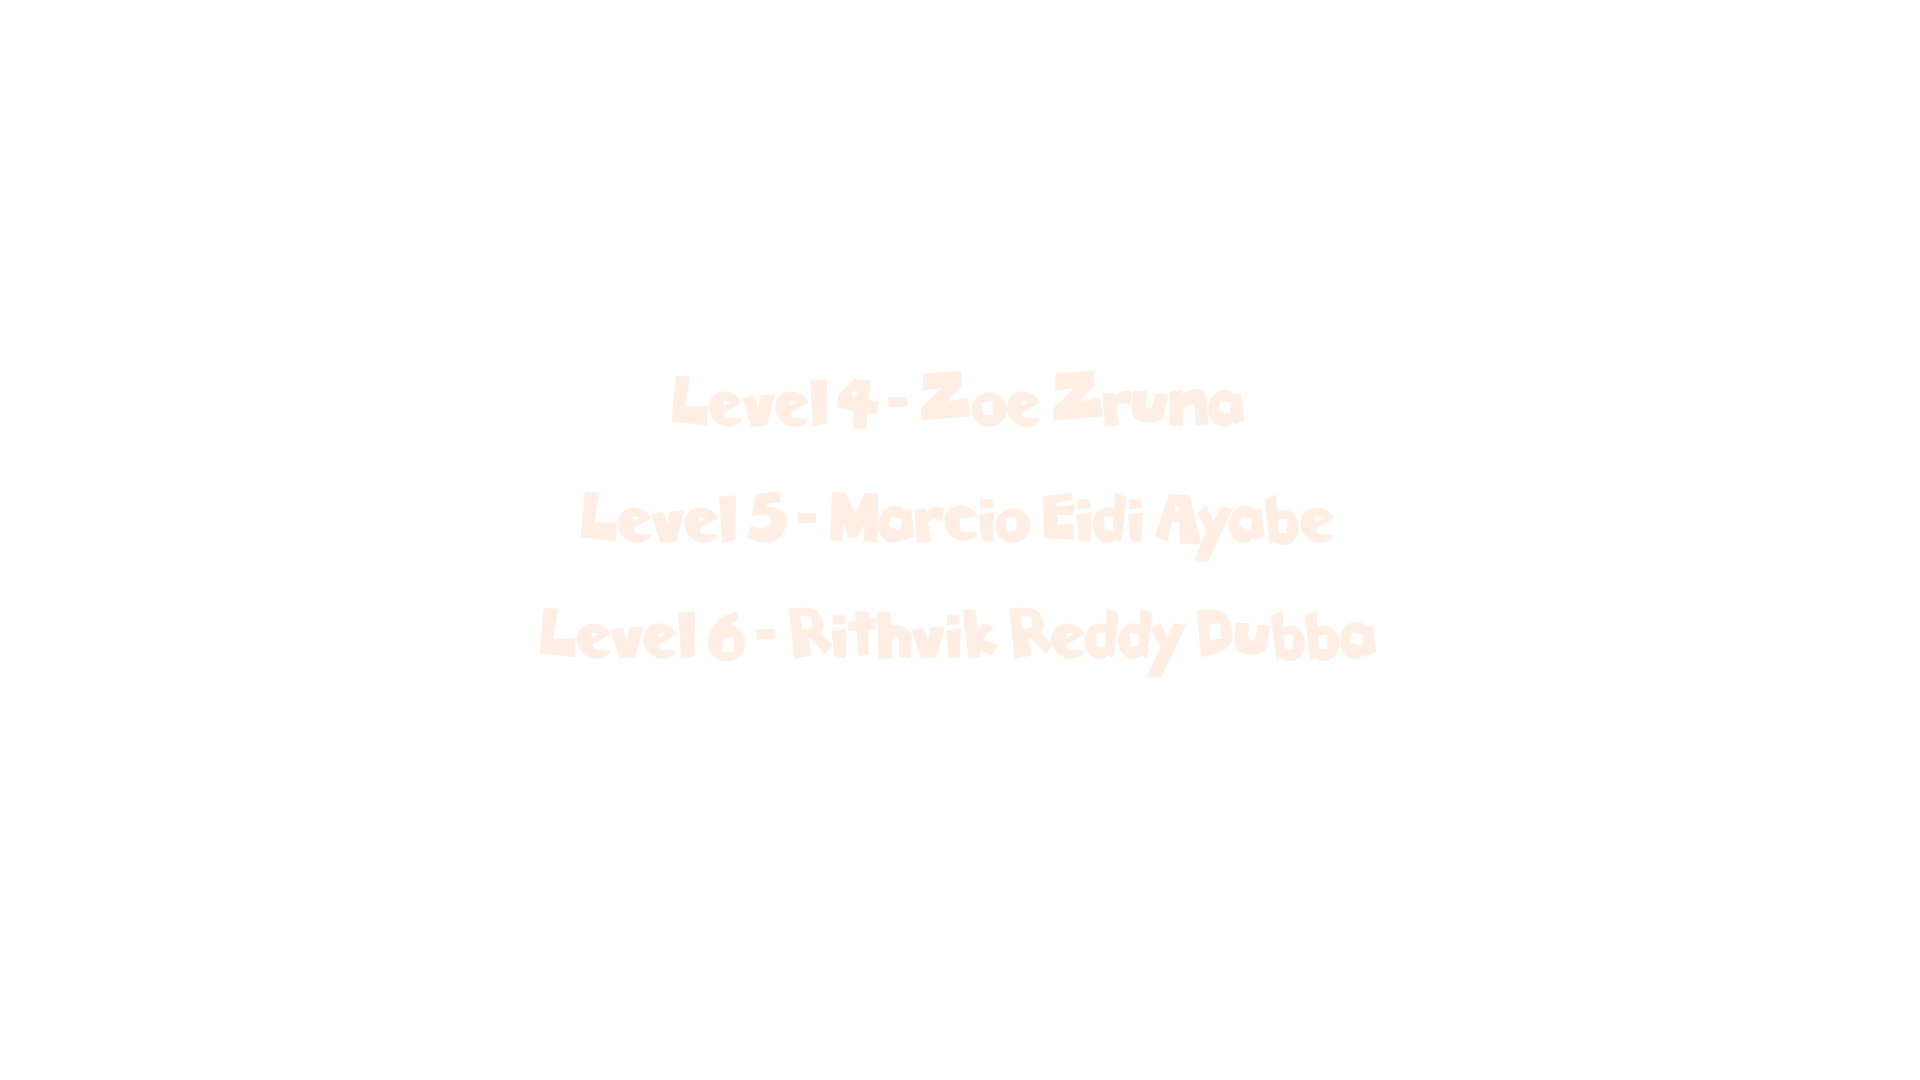 Level 4 - Zoe Zruna
Level 5 - Marcio Eidi Ayabe
Level 6 - Rithvik Reddy Dubba